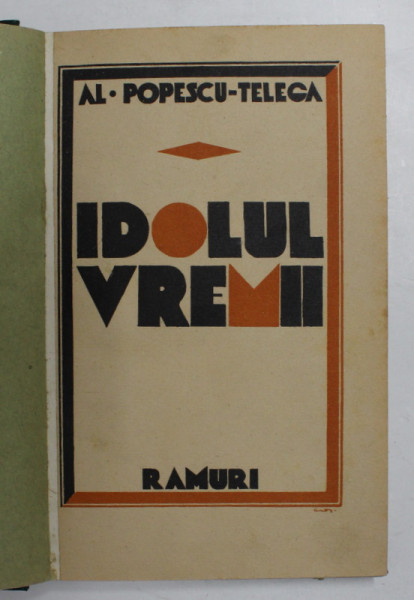 AL. POPESCU-TELEGA
IDOLUL
VREMII
RAMURI